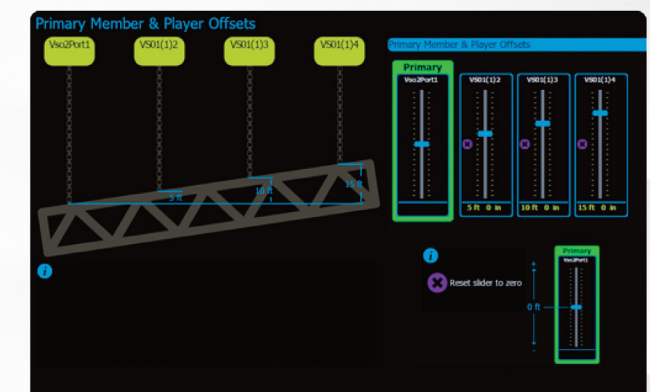 Primary Member & Player Offsets
Vso2Port1
VS01(1)2
VS01(1)3
VS01(1)4
5 ft
10 ft
15 ft
Primary Member & Player Offsets
Primary
Vso2Port1
VS01(1)2
VS01(1)3
VS01(1)4
5 ft 0 in
10 ft 0 in
15 ft 0 in
i
i
Reset slider to zero
Primary
Vso2Port1
+
0 ft
-